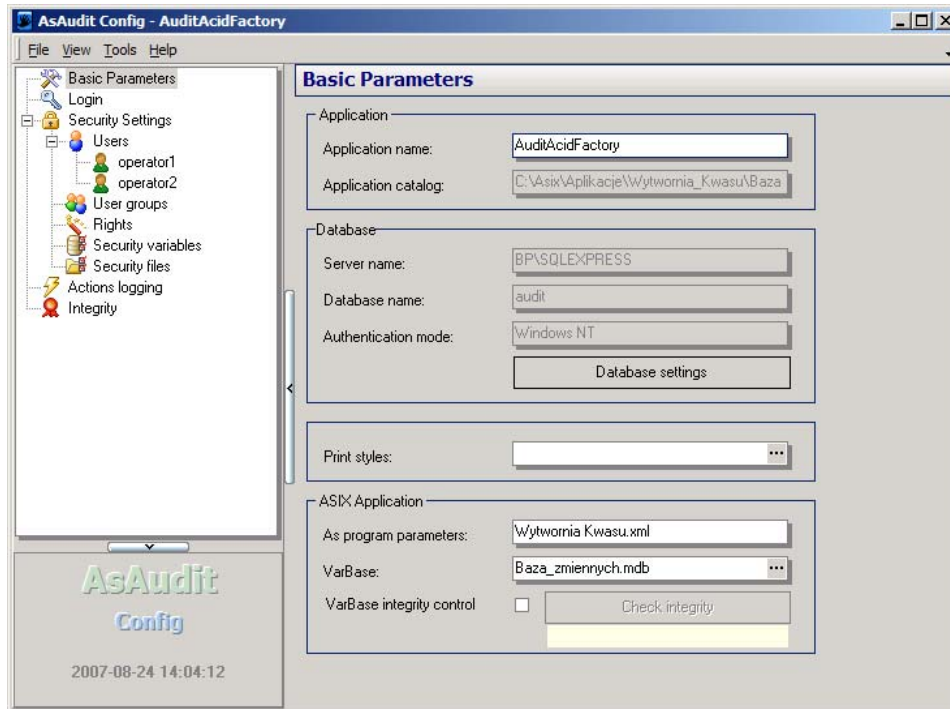 AsAudit Config - AuditAcidFactory
File View Tools Help
Basic Parameters
Login
Security Settings
Users
operator1
operator2
User groups
Rights
Security variables
Security files
Actions logging
Integrity
AsAudit
Config
2007-08-24 14:04:12
Basic Parameters
Application
Application name: AuditAcidFactory
Application catalog: C:\Asix\Aplikacje\Wytwornia_Kwasu\Baza
Database
Server name: BP\SQLEXPRESS
Database name: audit
Authentication mode: Windows NT
Database settings
Print styles: ...
ASIX Application
As program parameters: Wytwornia Kwasu.xml
VarBase: Baza_zmiennych.mdb ...
VarBase integrity control Check integrity